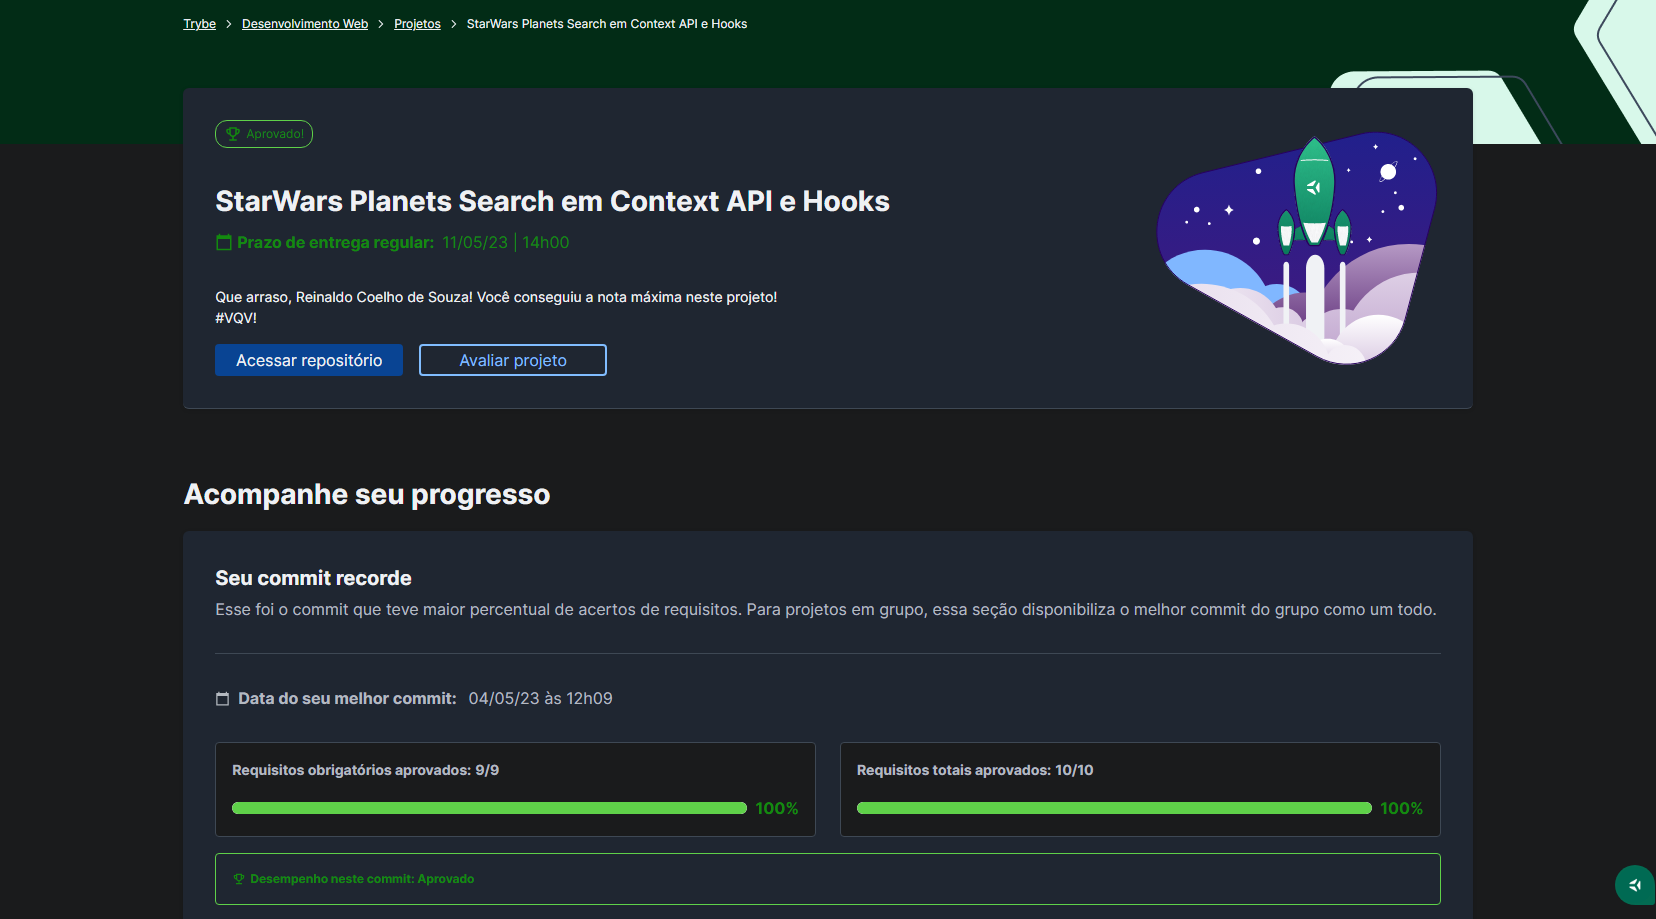 Trybe > Desenvolvimento Web > Projetos > StarWars Planets Search em Context API e Hooks
Aprovado!
StarWars Planets Search em Context API e Hooks
Prazo de entrega regular: 11/05/23 | 14h00
Que arraso, Reinaldo Coelho de Souza! Você conseguiu a nota máxima neste projeto!
#VQV!
Acessar repositório
Avaliar projeto
Acompanhe seu progresso
Seu commit recorde
Esse foi o commit que teve maior percentual de acertos de requisitos. Para projetos em grupo, essa seção disponibiliza o melhor commit do grupo como um todo.
Data do seu melhor commit: 04/05/23 às 12h09
Requisitos obrigatórios aprovados: 9/9
100%
Requisitos totais aprovados: 10/10
100%
Desempenho neste commit: Aprovado